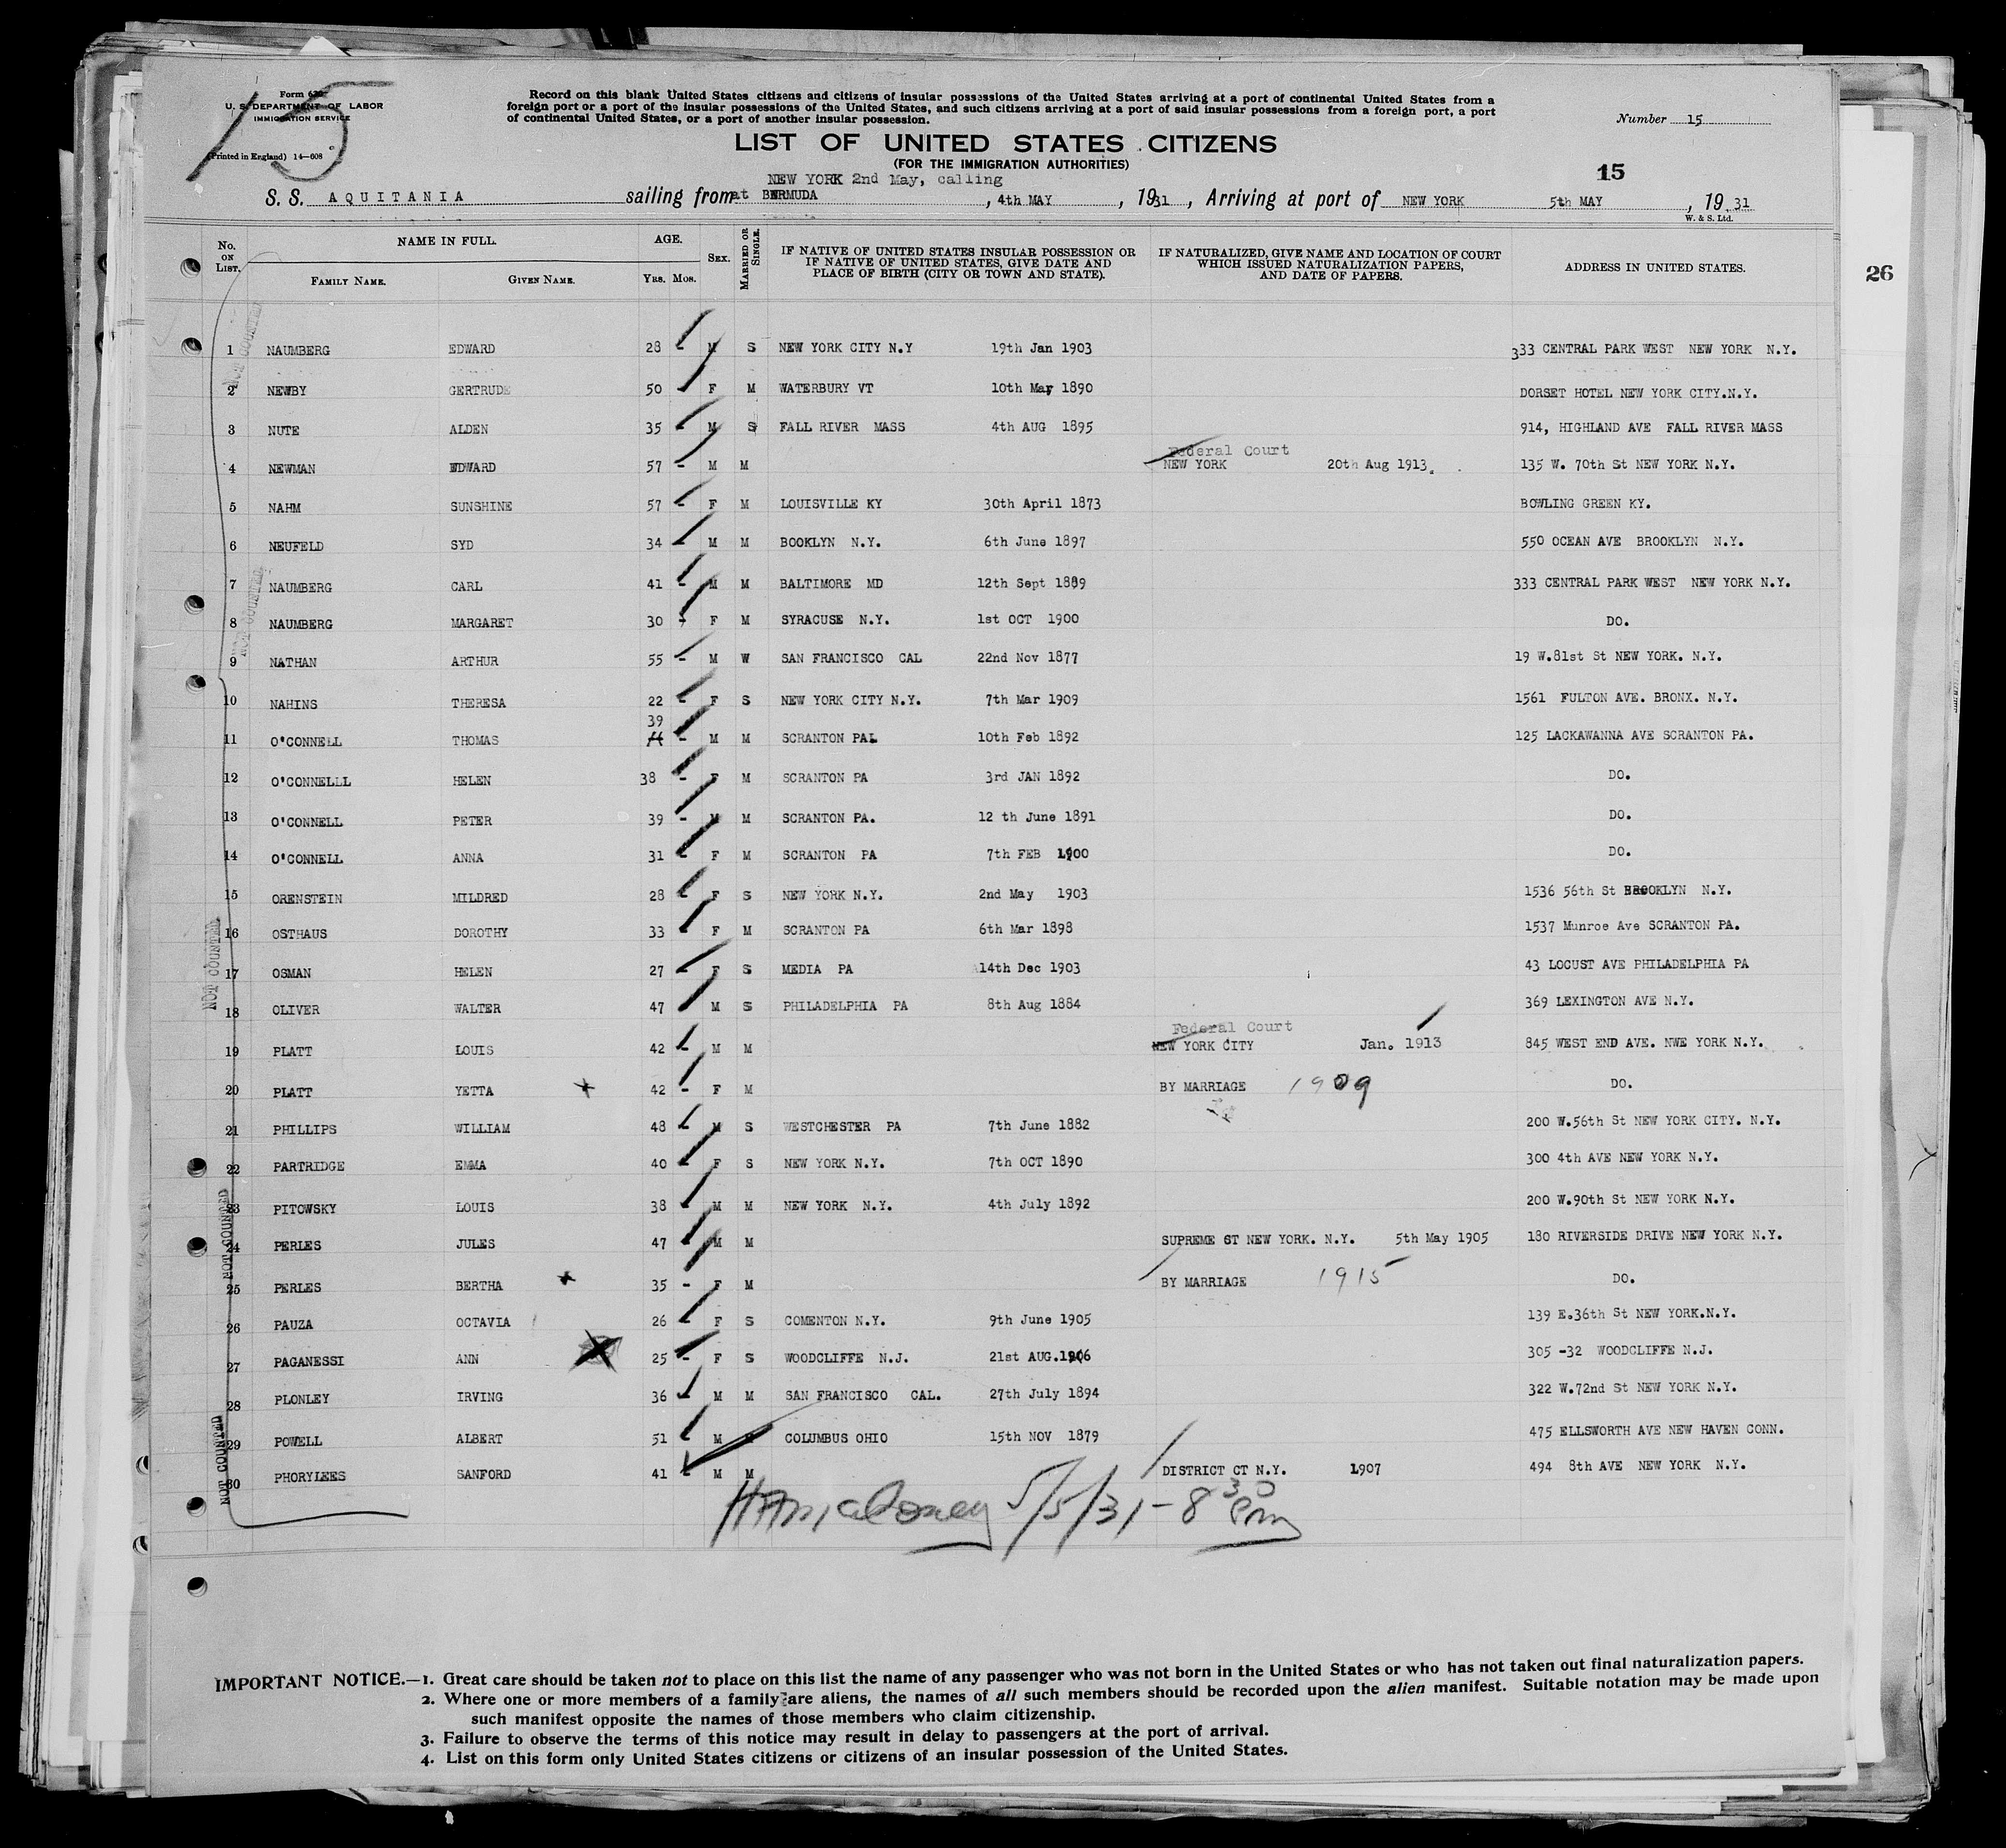 15
Form 630
U. S. DEPARTMENT OF LABOR
IMMIGRATION SERVICE
(Printed in England) 14—608
Record on this blank United States citizens and citizens of insular possessions of the United States arriving at a port of continental United States from a
foreign port or a port of the insular possessions of the United States, and such citizens arriving at a port of said insular possessions from a foreign port, a port
of continental United States, or a port of another insular possession.
Number 15
LIST OF UNITED STATES CITIZENS
(FOR THE IMMIGRATION AUTHORITIES)
15
NEW YORK 2nd May, calling
S. S. AQUITANIA sailing from at BERMUDA, 4th MAY, 1931, Arriving at port of NEW YORK 5th MAY, 19 31
W. & S. Ltd.
26
No. ON LIST. NAME IN FULL. FAMILY NAME. GIVEN NAME. AGE. YRS. MOS. SEX. MARRIED OR SINGLE. IF NATIVE OF UNITED STATES INSULAR POSSESSION OR IF NATIVE OF UNITED STATES, GIVE DATE AND PLACE OF BIRTH (CITY OR TOWN AND STATE). IF NATURALIZED, GIVE NAME AND LOCATION OF COURT WHICH ISSUED NATURALIZATION PAPERS, AND DATE OF PAPERS. ADDRESS IN UNITED STATES.
1 NAUMBERG EDWARD 28 - M S NEW YORK CITY N.Y 19th Jan 1903 333 CENTRAL PARK WEST NEW YORK N.Y.
2 NEWBY GERTRUDE 50 F M WATERBURY VT 10th May 1890 DORSET HOTEL NEW YORK CITY.N.Y.
3 NUTE ALDEN 35 - M S FALL RIVER MASS 4th AUG 1895 914, HIGHLAND AVE FALL RIVER MASS
Federal Court
4 NEWMAN EDWARD 57 - M M NEW YORK 20th Aug 1913. 135 W. 70th St NEW YORK N.Y.
5 NAHM SUNSHINE 57 - F M LOUISVILLE KY 30th April 1873 BOWLING GREEN KY.
6 NEUFELD SYD 34 - M M BOOKLYN N.Y. 6th June 1897 550 OCEAN AVE BROOKLYN N.Y.
7 NAUMBERG CARL 41 - M M BALTIMORE MD 12th Sept 1889 333 CENTRAL PARK WEST NEW YORK N.Y.
8 NAUMBERG MARGARET 30 - F M SYRACUSE N.Y. 1st OCT 1900 DO.
9 NATHAN ARTHUR 55 - M W SAN FRANCISCO CAL 22nd Nov 1877 19 W.81st St NEW YORK. N.Y.
10 NAHINS THERESA 22 - F S NEW YORK CITY N.Y. 7th Mar 1909 1561 FULTON AVE. BRONX. N.Y.
39
11 O'CONNELL THOMAS - M M SCRANTON PA 10th Feb 1892 125 LACKAWANNA AVE SCRANTON PA.
12 O'CONNELLL HELEN 38 - F M SCRANTON PA 3rd JAN 1892 DO.
13 O'CONNELL PETER 39 - M M SCRANTON PA. 12 th June 1891 DO.
14 O'CONNELL ANNA 31 - F M SCRANTON PA 7th FEB 1900 DO.
15 ORENSTEIN MILDRED 28 - F S NEW YORK N.Y. 2nd May 1903 1536 56th St BROOKLYN N.Y.
16 OSTHAUS DOROTHY 33 - F M SCRANTON PA 6th Mar 1898 1537 Munroe Ave SCRANTON PA.
17 OSMAN HELEN 27 - F S MEDIA PA 14th Dec 1903 43 LOCUST AVE PHILADELPHIA PA
18 OLIVER WALTER 47 M S PHILADELPHIA PA 8th Aug 1884 369 LEXINGTON AVE N.Y.
Federal Court
19 PLATT LOUIS 42 - M M NEW YORK CITY Jan. 1913 845 WEST END AVE. NWE YORK N.Y.
20 PLATT YETTA 42 - F M BY MARRIAGE 1909 DO.
21 PHILLIPS WILLIAM 48 - M S WESTCHESTER PA 7th June 1882 200 W.56th St NEW YORK CITY. N.Y.
22 PARTRIDGE EMMA 40 - F S NEW YORK N.Y. 7th OCT 1890 300 4th AVE NEW YORK N.Y.
23 PITOWSKY LOUIS 38 - M M NEW YORK N.Y. 4th July 1892 200 W.90th St NEW YORK N.Y.
24 PERLES JULES 47 - M M SUPREME CT NEW YORK. N.Y. 5th May 1905 180 RIVERSIDE DRIVE NEW YORK N.Y.
25 PERLES BERTHA 35 - F M BY MARRIAGE 1915 DO.
26 PAUZA OCTAVIA 26 - F S COMENTON N.Y. 9th June 1905 139 E.36th St NEW YORK.N.Y.
27 PAGANESSI ANN 25 - F S WOODCLIFFE N.J. 21st AUG.1906 305 -32 WOODCLIFFE N.J.
28 PLONLEY IRVING 36 - M M SAN FRANCISCO CAL. 27th July 1894 322 W.72nd St NEW YORK N.Y.
29 POWELL ALBERT 51 - M M COLUMBUS OHIO 15th NOV 1879 475 ELLSWORTH AVE NEW HAVEN CONN.
30 PHORYLEES SANFORD 41 - M M DISTRICT CT N.Y. 1907 494 8th AVE NEW YORK N.Y.
NOT COUNTED
NOT COUNTED
NOT COUNTED
NOT COUNTED
NOT COUNTED
5/5/31 - 8 30 Pm
IMPORTANT NOTICE.—1. Great care should be taken not to place on this list the name of any passenger who was not born in the United States or who has not taken out final naturalization papers.
2. Where one or more members of a family are aliens, the names of all such members should be recorded upon the alien manifest. Suitable notation may be made upon
such manifest opposite the names of those members who claim citizenship.
3. Failure to observe the terms of this notice may result in delay to passengers at the port of arrival.
4. List on this form only United States citizens or citizens of an insular possession of the United States.